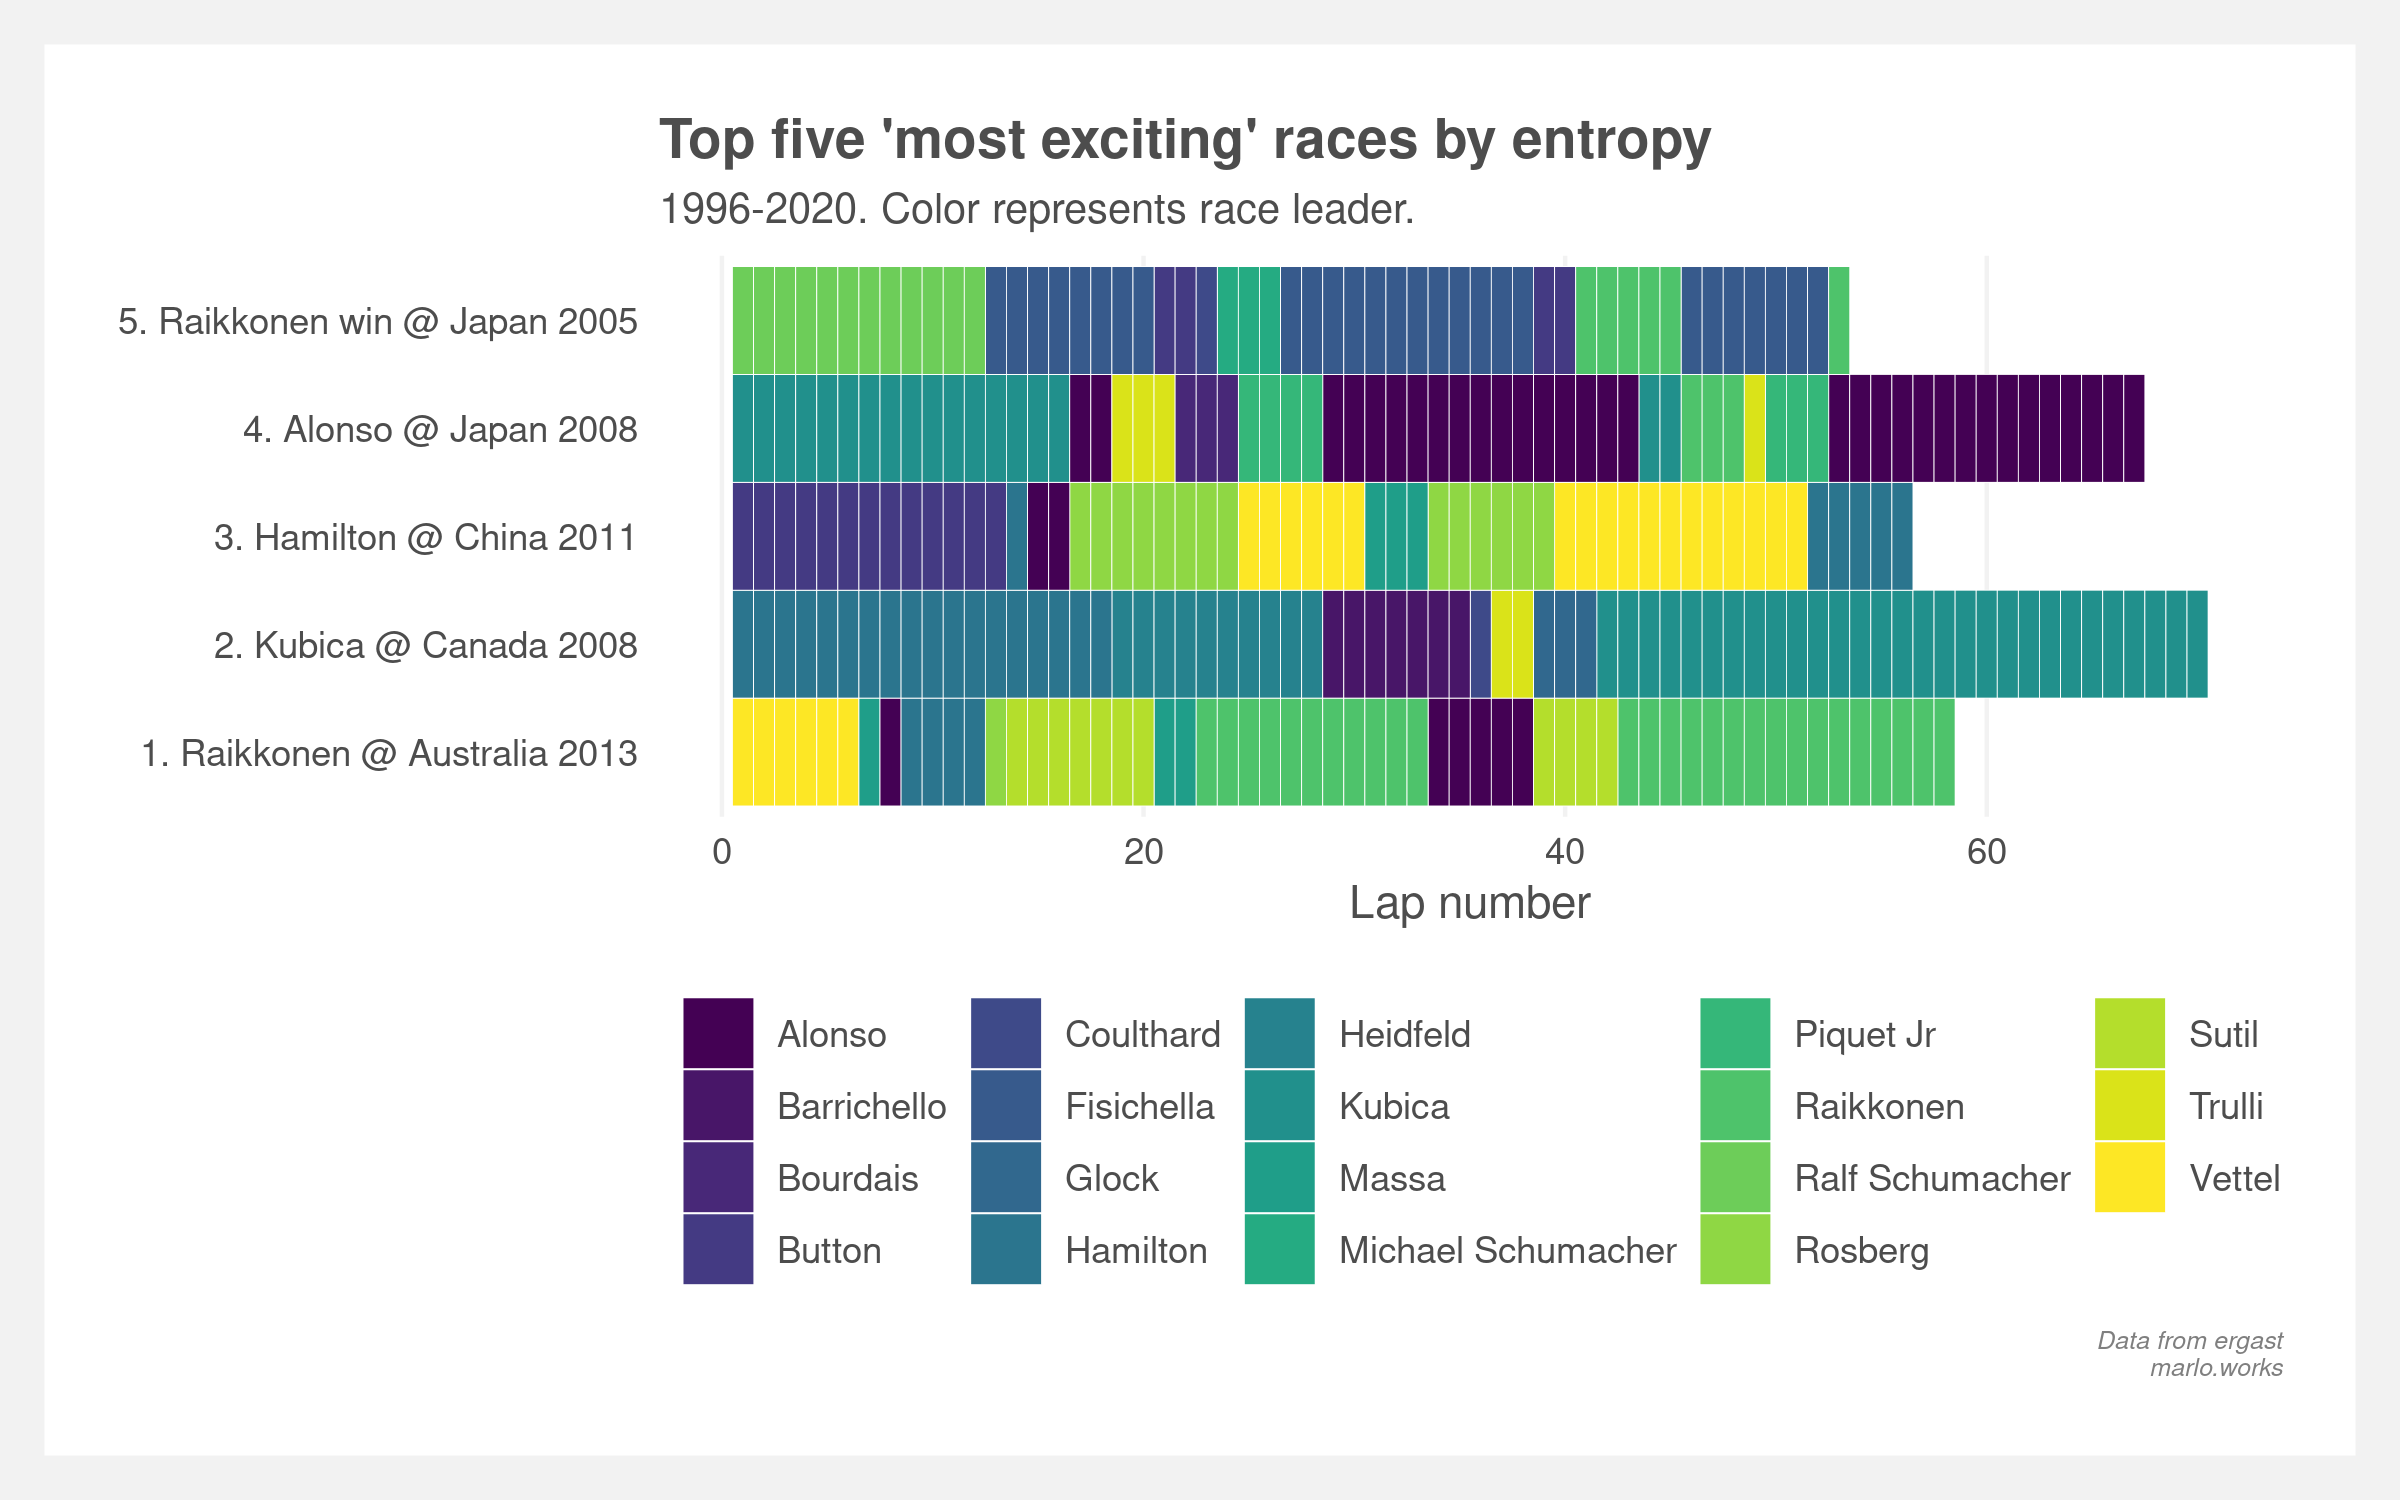 Top five 'most exciting' races by entropy
1996-2020. Color represents race leader.
5. Raikkonen win @ Japan 2005
4. Alonso @ Japan 2008
3. Hamilton @ China 2011
2. Kubica @ Canada 2008
1. Raikkonen @ Australia 2013
0 20 40 60
Lap number
Alonso Coulthard Heidfeld Piquet Jr Sutil
Barrichello Fisichella Kubica Raikkonen Trulli
Bourdais Glock Massa Ralf Schumacher Vettel
Button Hamilton Michael Schumacher Rosberg
Data from ergast
marlo.works